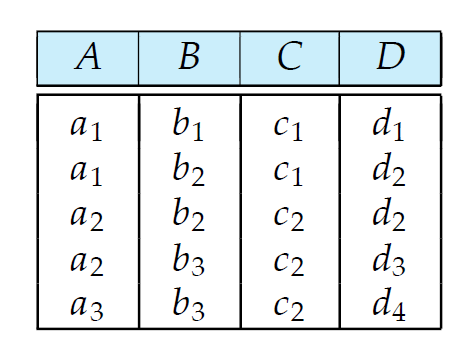 A B C D
a₁ b₁ c₁ d₁
a₁ b₂ c₁ d₂
a₂ b₂ c₂ d₂
a₂ b₃ c₂ d₃
a₃ b₃ c₂ d₄